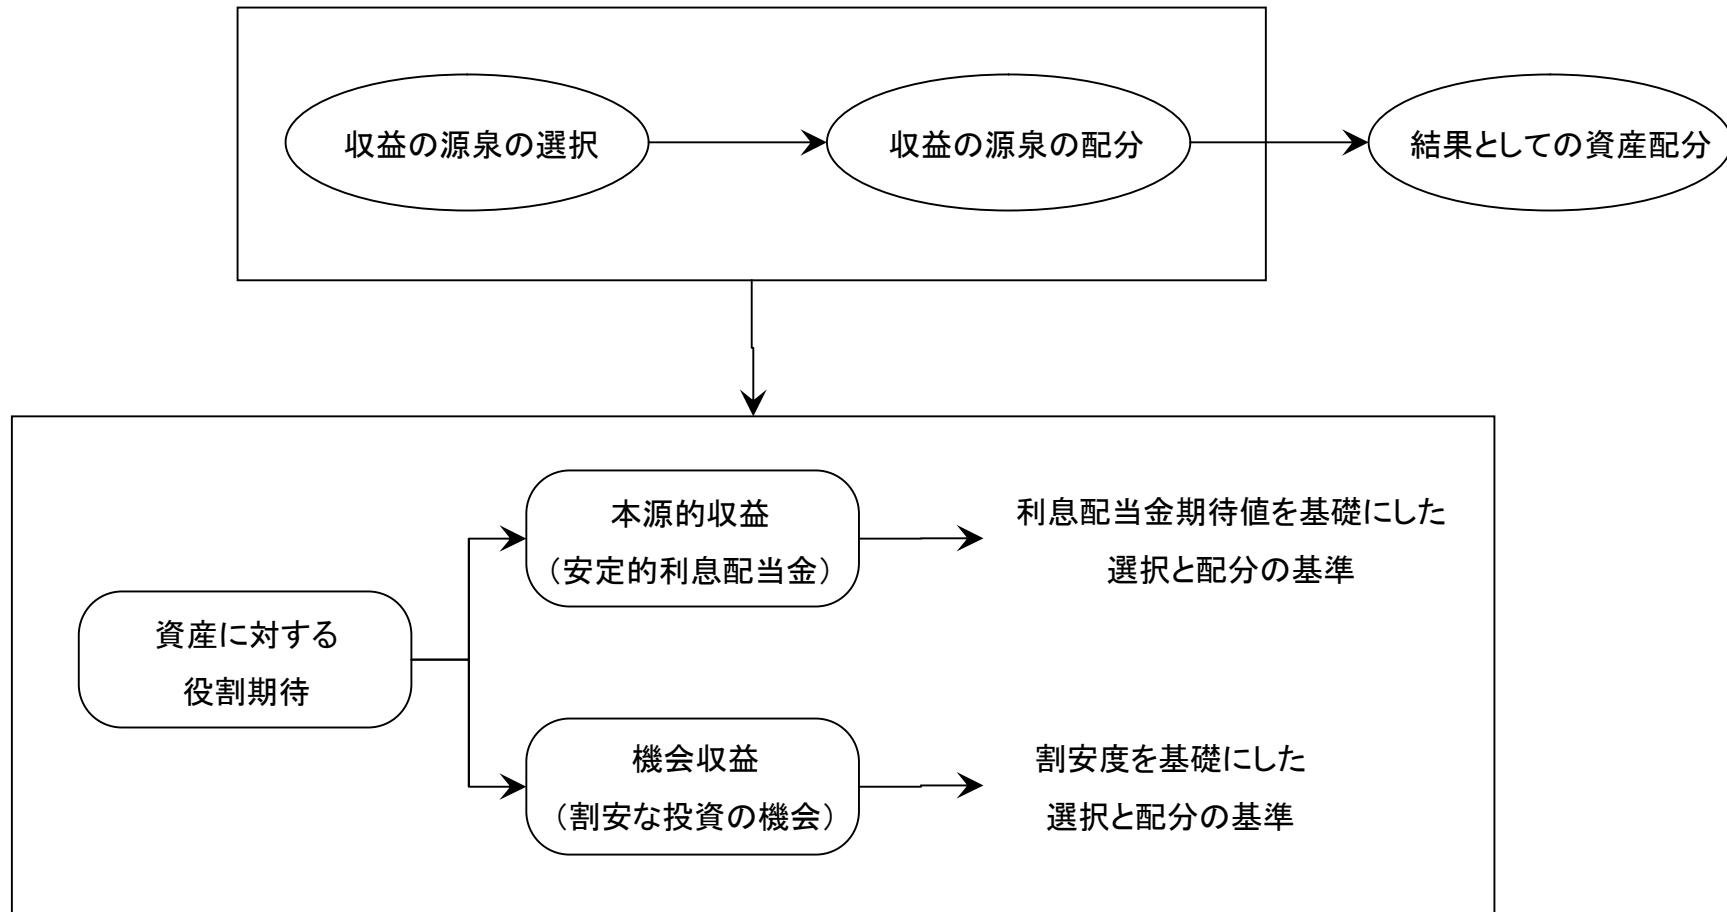 収益の源泉の選択
収益の源泉の配分
結果としての資産配分
本源的収益
（安定的利息配当金）
利息配当金期待値を基礎にした
選択と配分の基準
資産に対する
役割期待
機会収益
（割安な投資の機会）
割安度を基礎にした
選択と配分の基準